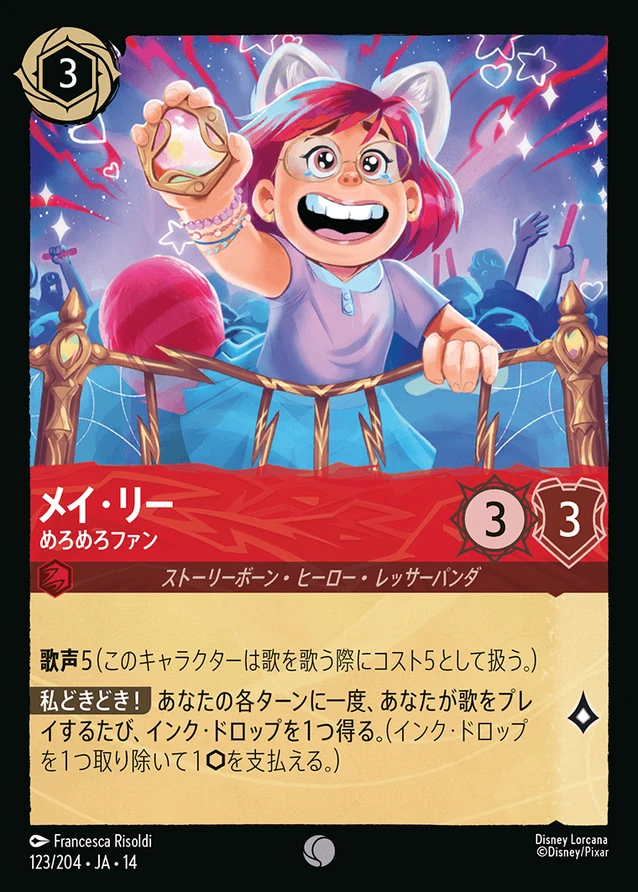 3
メイ・リー
めろめろファン
3
3
ストーリーボーン・ヒーロー・レッサーパンダ
歌声5(このキャラクターは歌を歌う際にコスト5として扱う。)
私どきどき! あなたの各ターンに一度、あなたが歌をプレ
イするたび、インク・ドロップを1つ得る。(インク・ドロップ
を1つ取り除いて1⬡を支払える。)
Francesca Risoldi
123/204・JA・14
Disney Lorcana
©Disney/Pixar